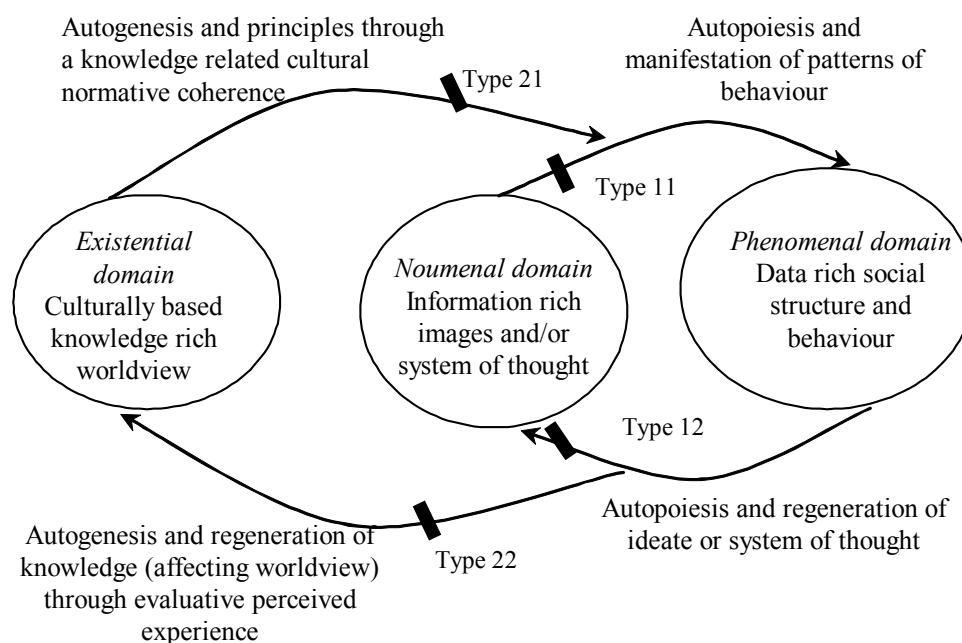 Autogenesis and principles through
a knowledge related cultural
normative coherence
Type 21
Autopoiesis and
manifestation of patterns of
behaviour
Type 11
Existential
domain
Culturally based
knowledge rich
worldview
Noumenal domain
Information rich
images and/or
system of thought
Phenomenal domain
Data rich social
structure and
behaviour
Type 12
Autopoiesis and regeneration of
ideate or system of thought
Autogenesis and regeneration of
knowledge (affecting worldview)
through evaluative perceived
experience
Type 22